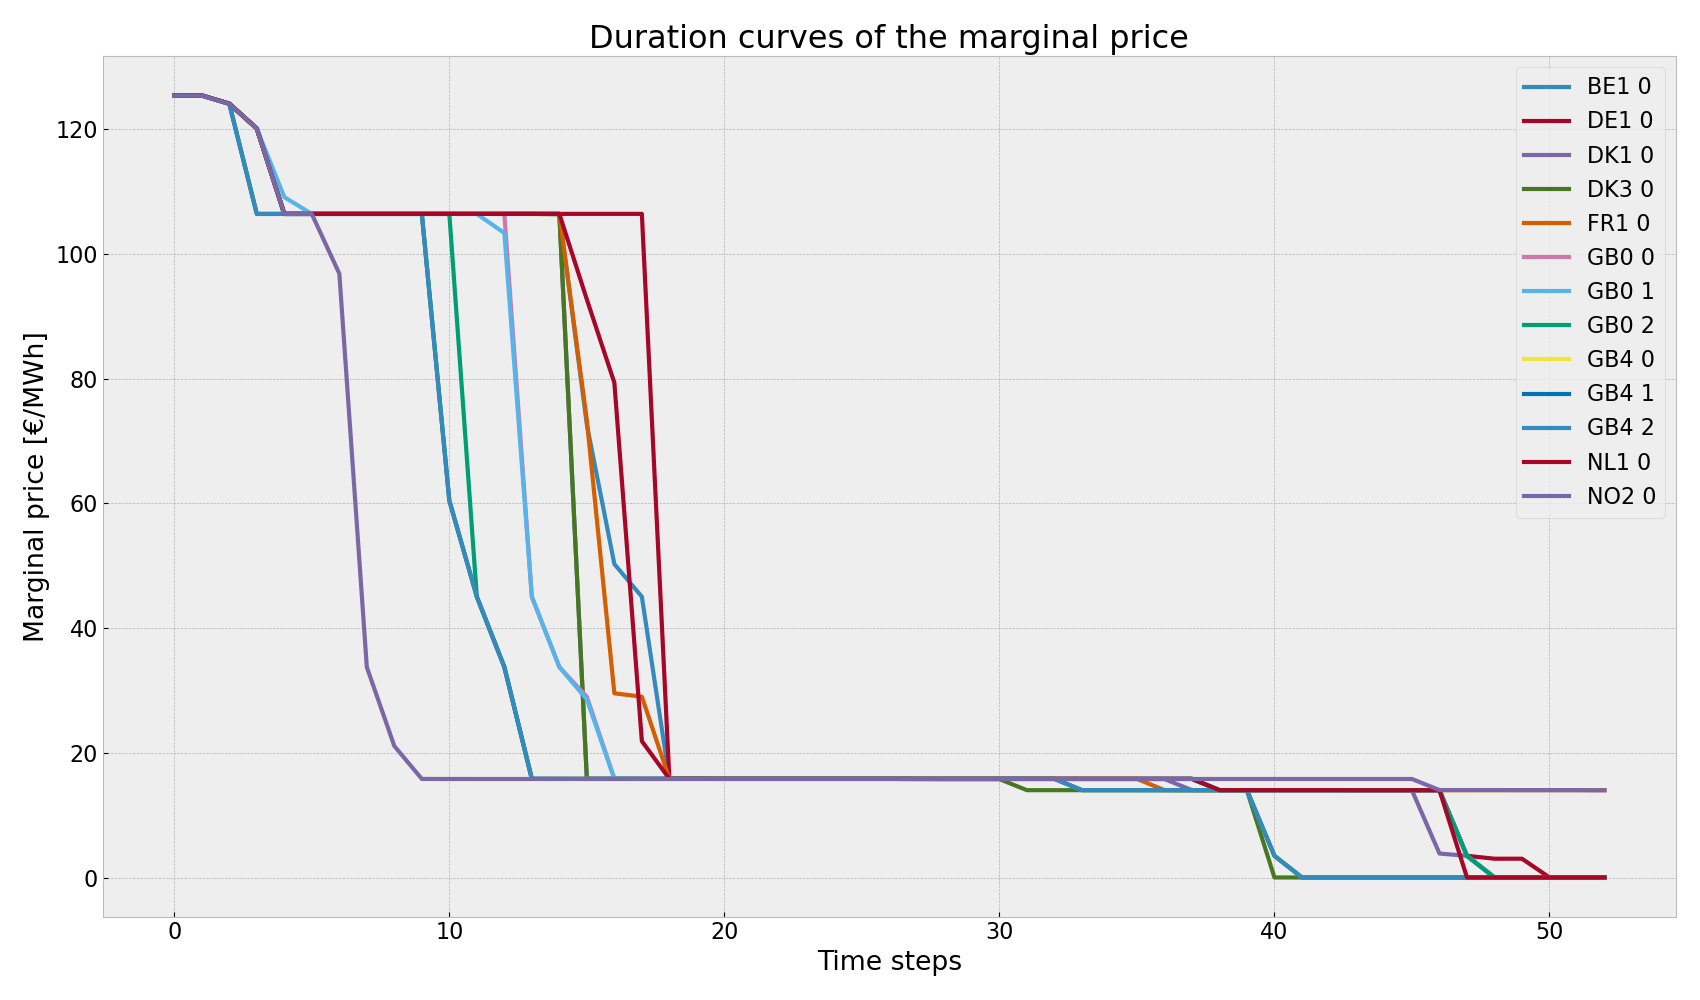 Duration curves of the marginal price
Marginal price [€/MWh]
120
100
80
60
40
20
0
0 10 20 30 40 50
Time steps
BE1 0
DE1 0
DK1 0
DK3 0
FR1 0
GB0 0
GB0 1
GB0 2
GB4 0
GB4 1
GB4 2
NL1 0
NO2 0